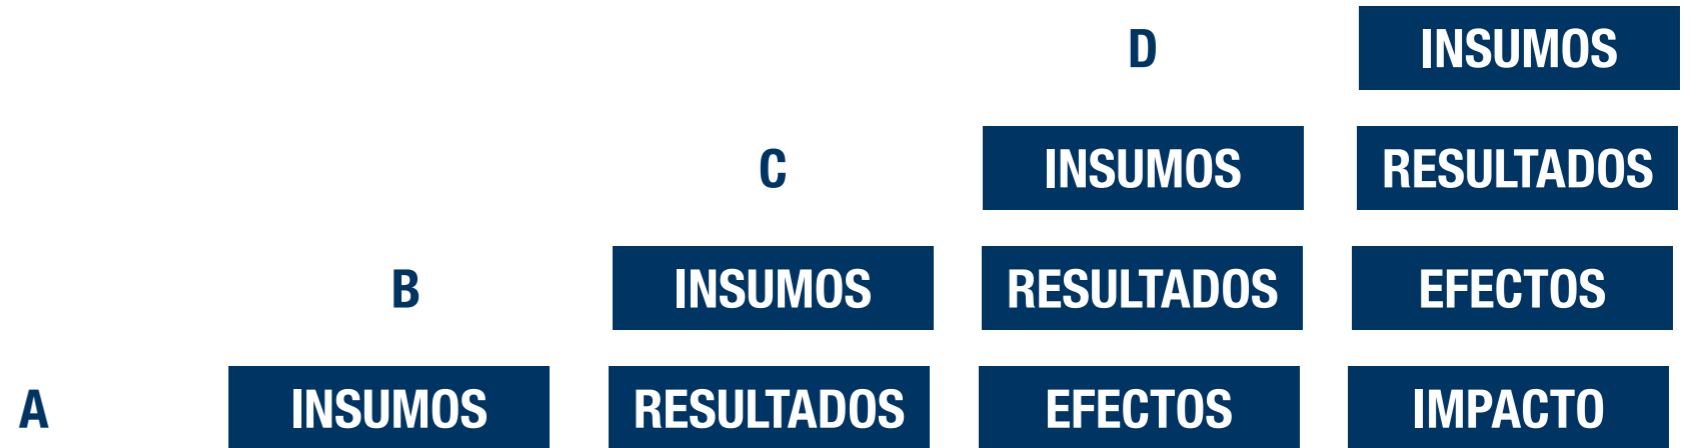 D INSUMOS
C INSUMOS RESULTADOS
B INSUMOS RESULTADOS EFECTOS
A INSUMOS RESULTADOS EFECTOS IMPACTO